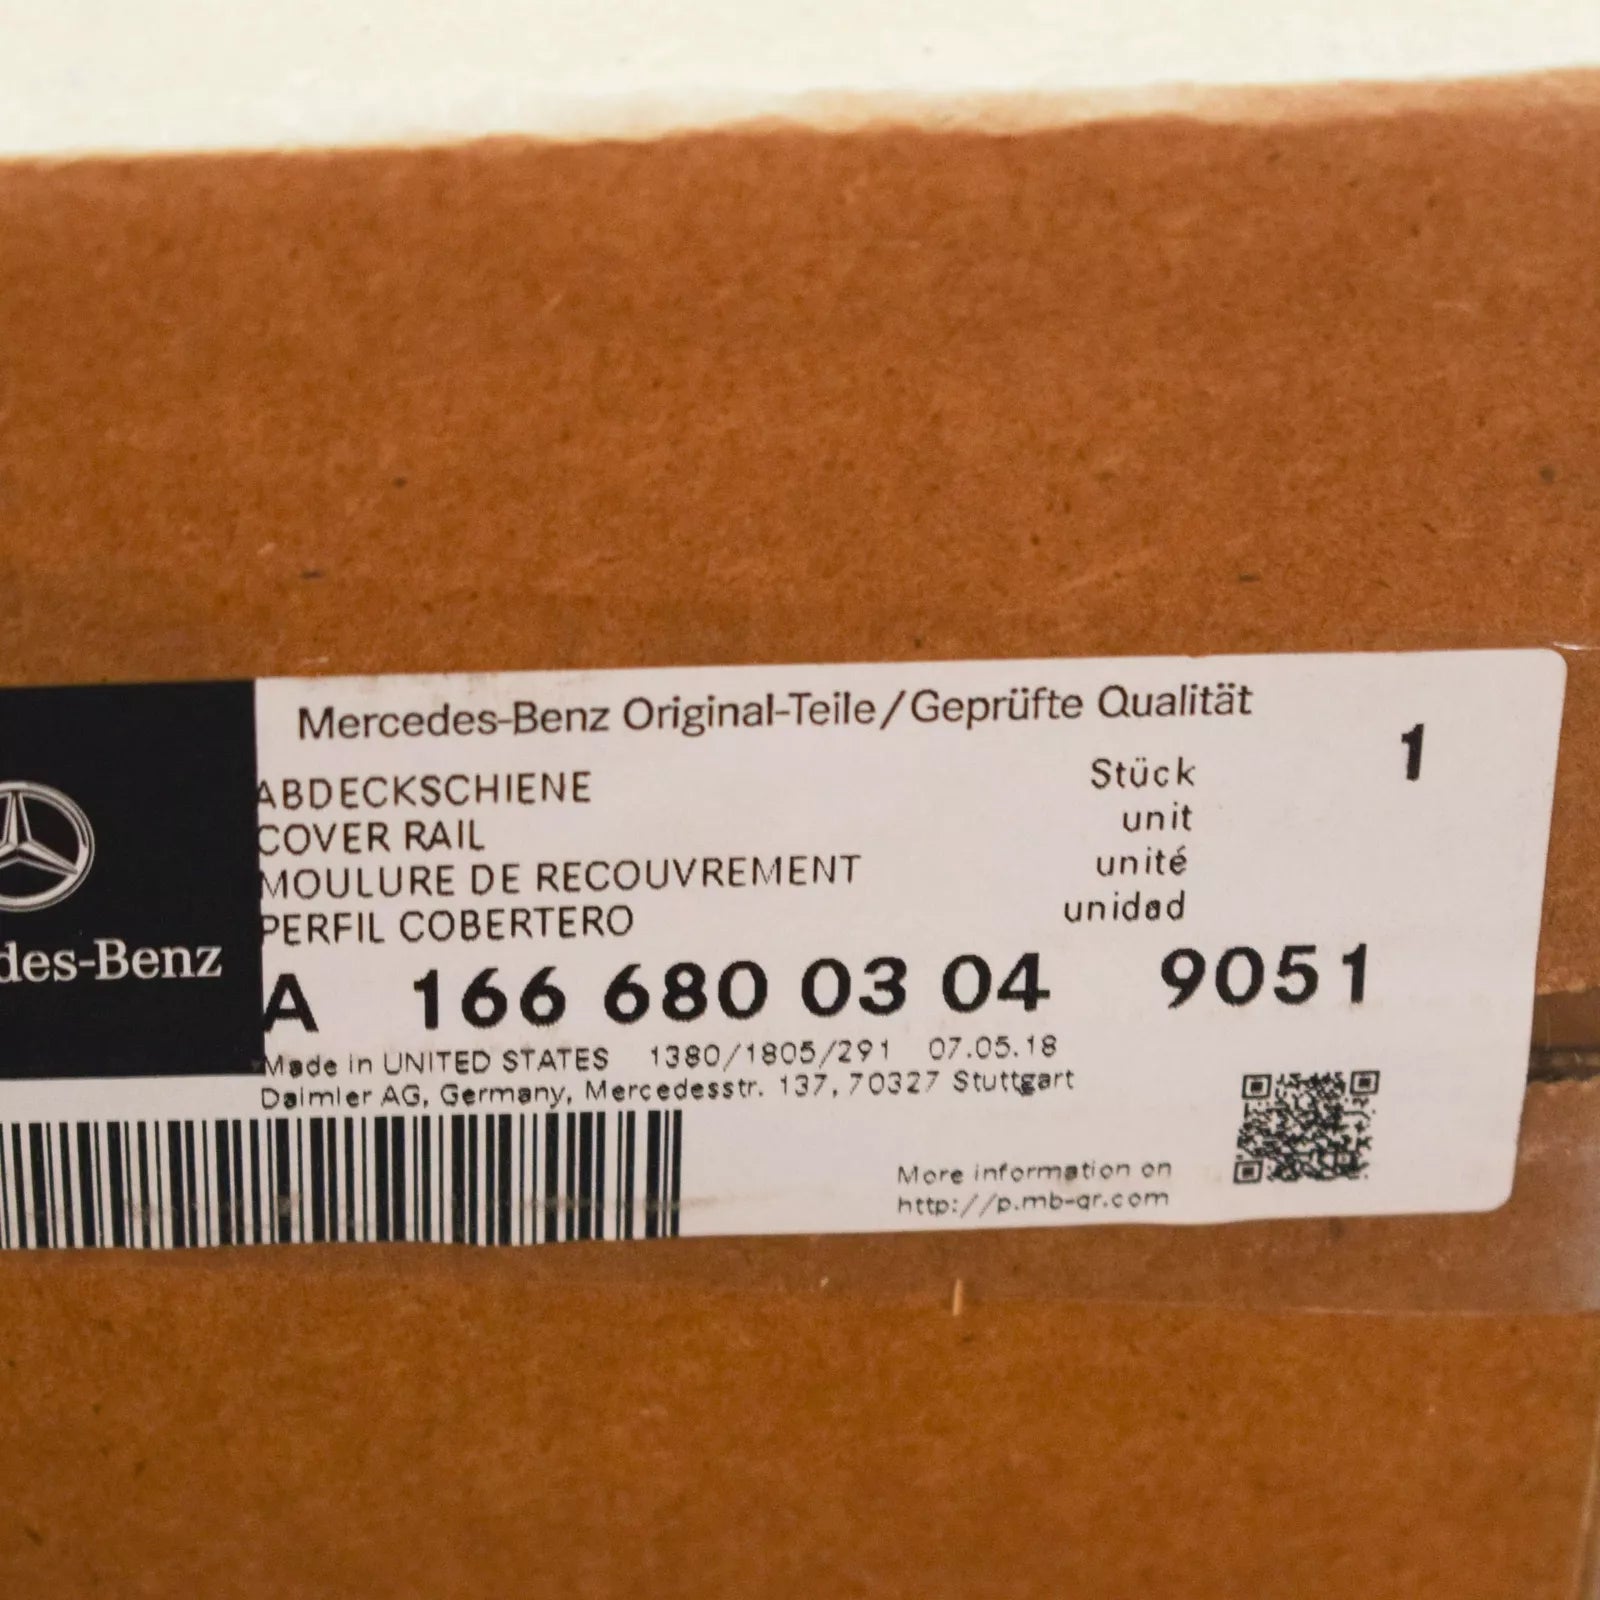 Mercedes-Benz Original-Teile/Geprüfte Qualität
ABDECKSCHIENE
COVER RAIL
MOULURE DE RECOUVREMENT
PERFIL COBERTERO
Stück 1
unit
unité
unidad
des-Benz
A 166 680 03 04 9051
Made in UNITED STATES 1380/1805/291 07.05.18
Daimler AG, Germany, Mercedesstr. 137, 70327 Stuttgart
More information on
http://p.mb-qr.com